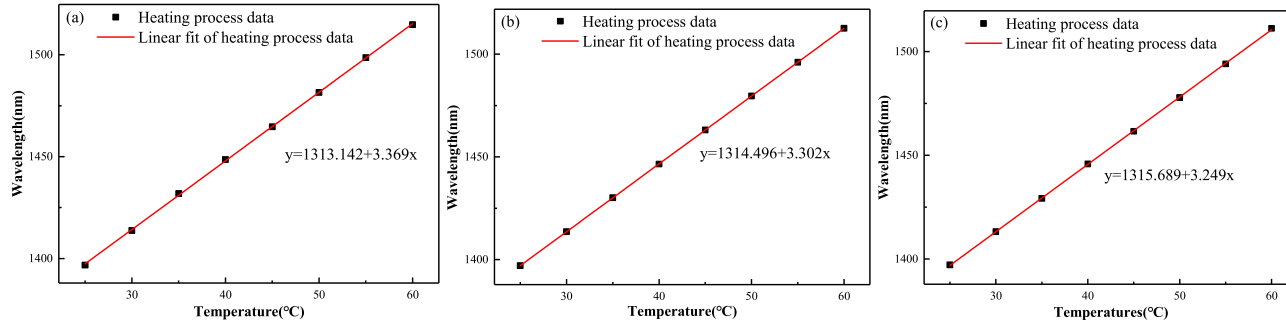 (a)
Heating process data
Linear fit of heating process data
1500
1450
1400
Wavelength(nm)
y=1313.142+3.369x
30 40 50 60
Temperature(℃)
(b)
Heating process data
Linear fit of heating process data
1500
1450
1400
Wavelength(nm)
y=1314.496+3.302x
30 40 50 60
Temperature(℃)
(c)
Heating process data
Linear fit of heating process data
1500
1450
1400
Wavelength(nm)
y=1315.689+3.249x
30 40 50 60
Temperatures(℃)